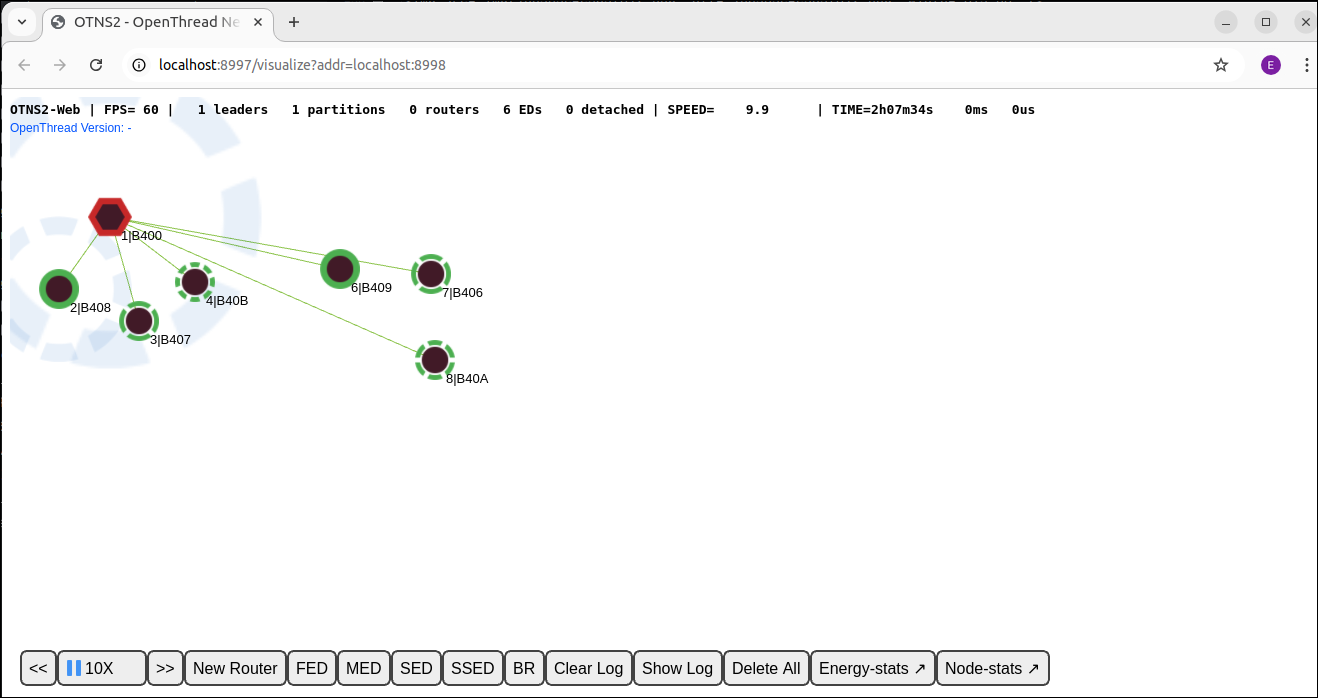 OTNS2 - OpenThread Ne
localhost:8997/visualize?addr=localhost:8998
E
OTNS2-Web | FPS= 60 | 1 leaders 1 partitions 0 routers 6 EDs 0 detached | SPEED= 9.9 | TIME=2h07m34s 0ms 0us
OpenThread Version: -
1|B400
2|B408
3|B407
4|B40B
6|B409
7|B406
8|B40A
<< 10X >> New Router FED MED SED SSED BR Clear Log Show Log Delete All Energy-stats ↗ Node-stats ↗